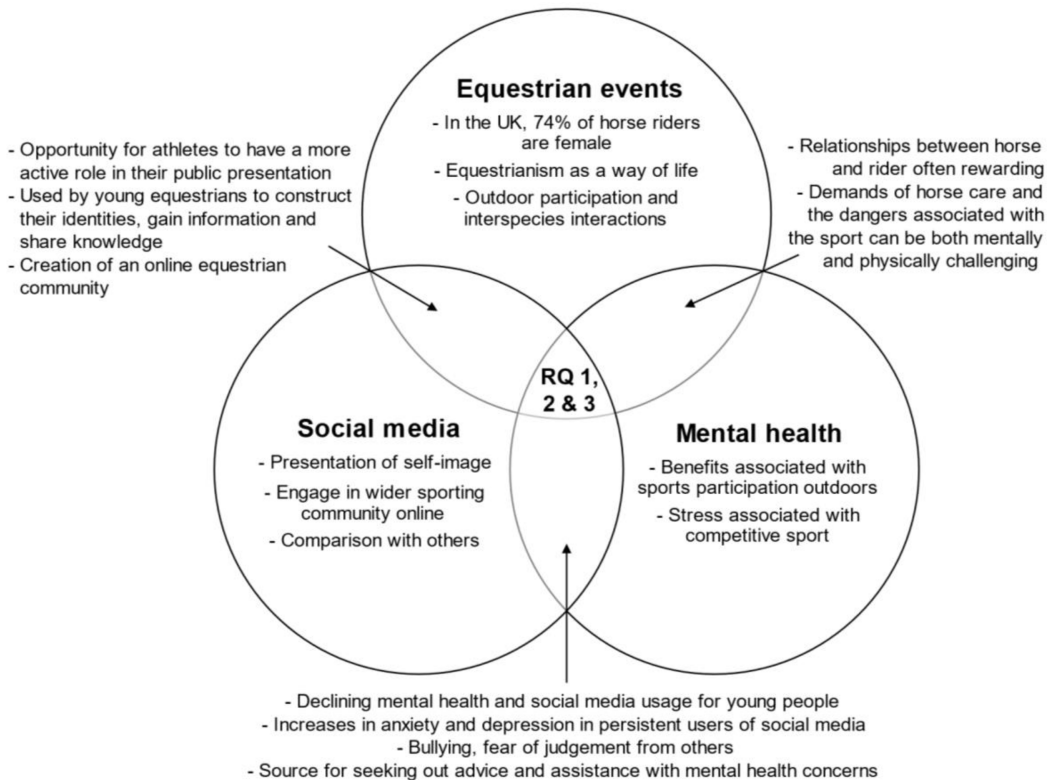 Equestrian events
- In the UK, 74% of horse riders
are female
- Equestrianism as a way of life
- Outdoor participation and
interspecies interactions
- Opportunity for athletes to have a more
active role in their public presentation
- Used by young equestrians to construct
their identities, gain information and
share knowledge
- Creation of an online equestrian
community
- Relationships between horse
and rider often rewarding
- Demands of horse care and
the dangers associated with
the sport can be both mentally
and physically challenging
RQ 1,
2 & 3
Social media
- Presentation of self-image
- Engage in wider sporting
community online
- Comparison with others
Mental health
- Benefits associated with
sports participation outdoors
- Stress associated with
competitive sport
- Declining mental health and social media usage for young people
- Increases in anxiety and depression in persistent users of social media
- Bullying, fear of judgement from others
- Source for seeking out advice and assistance with mental health concerns